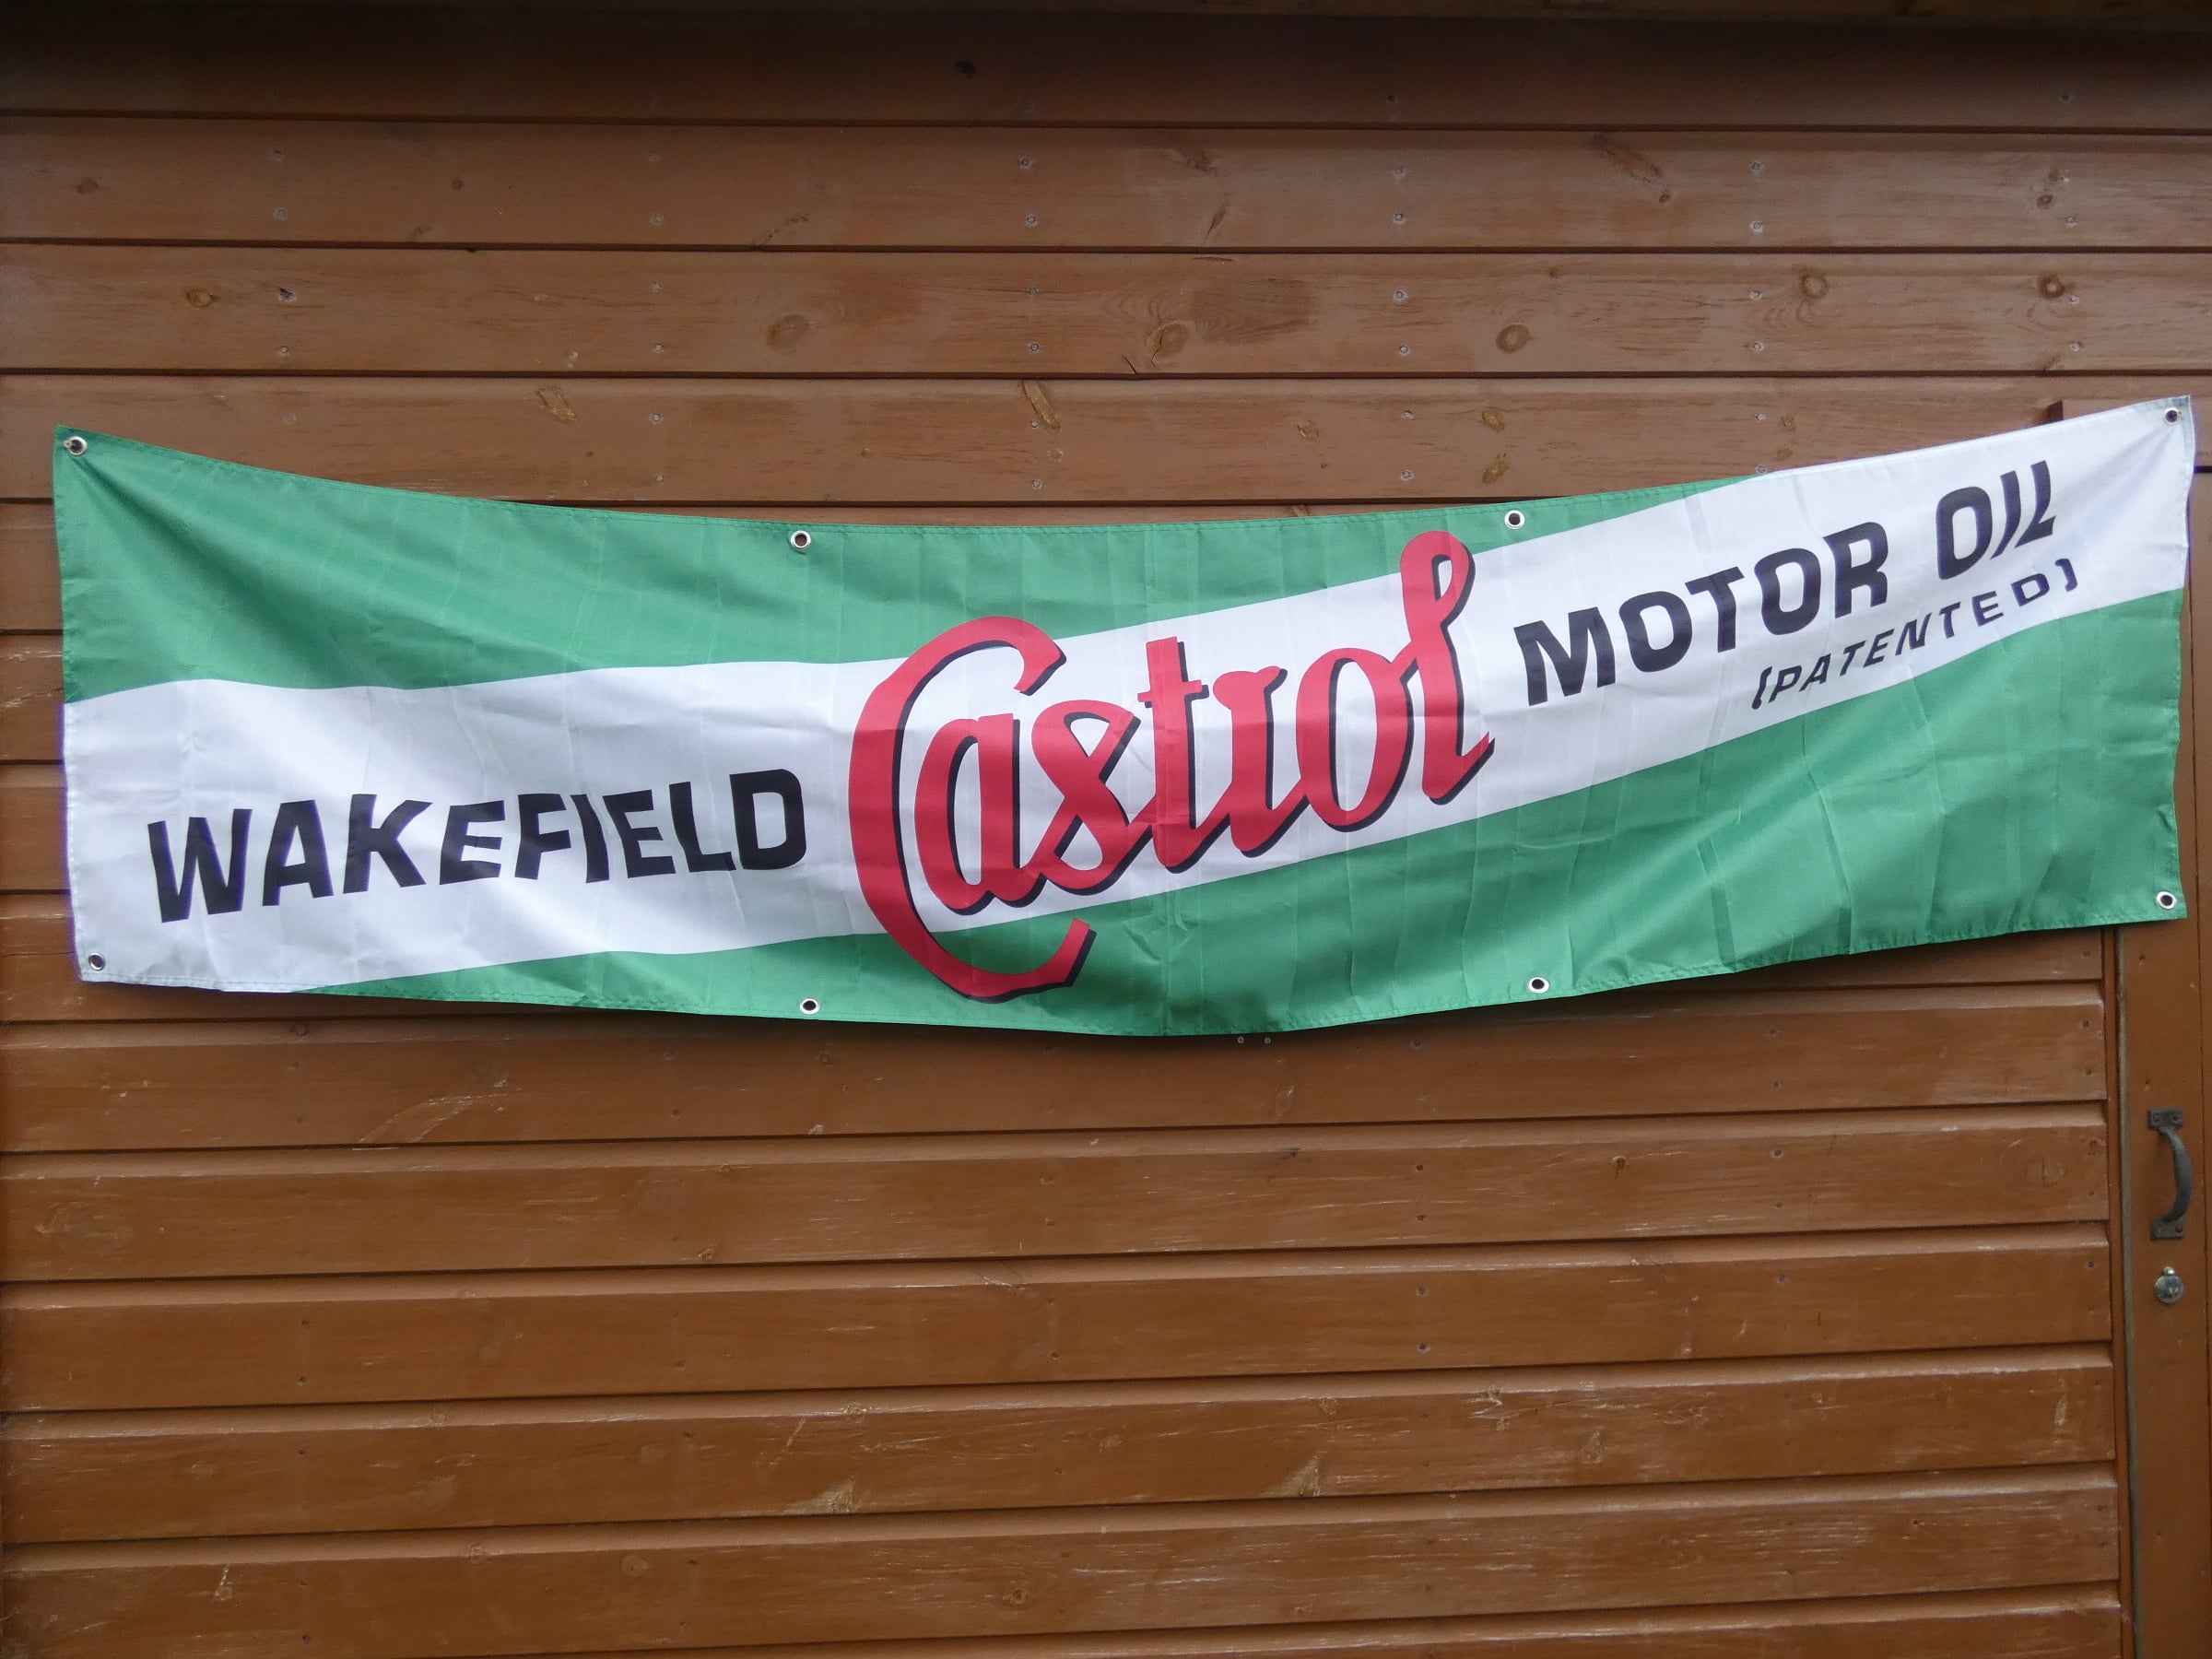 WAKEFIELD Castrol MOTOR OIL
(PATENTED)